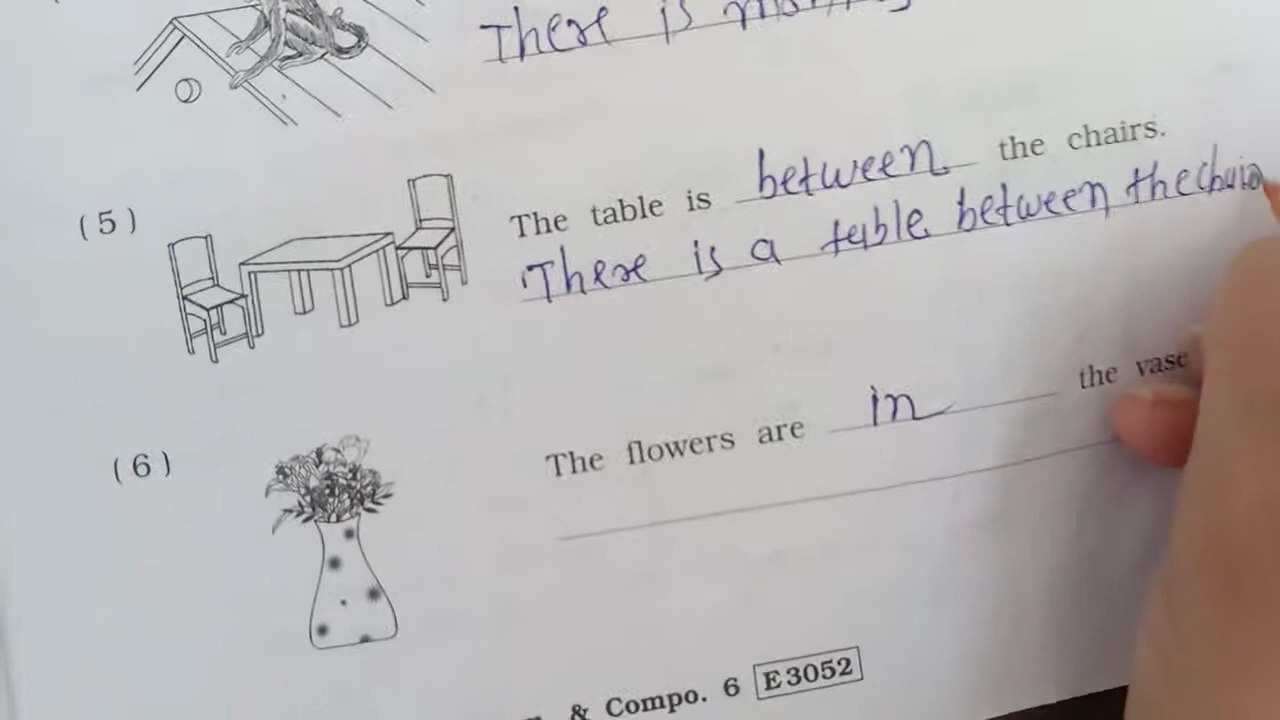 There is
(5)
The table is between the chairs.
There is a table between the
(6)
The flowers are in the vase
& Compo. 6 E3052